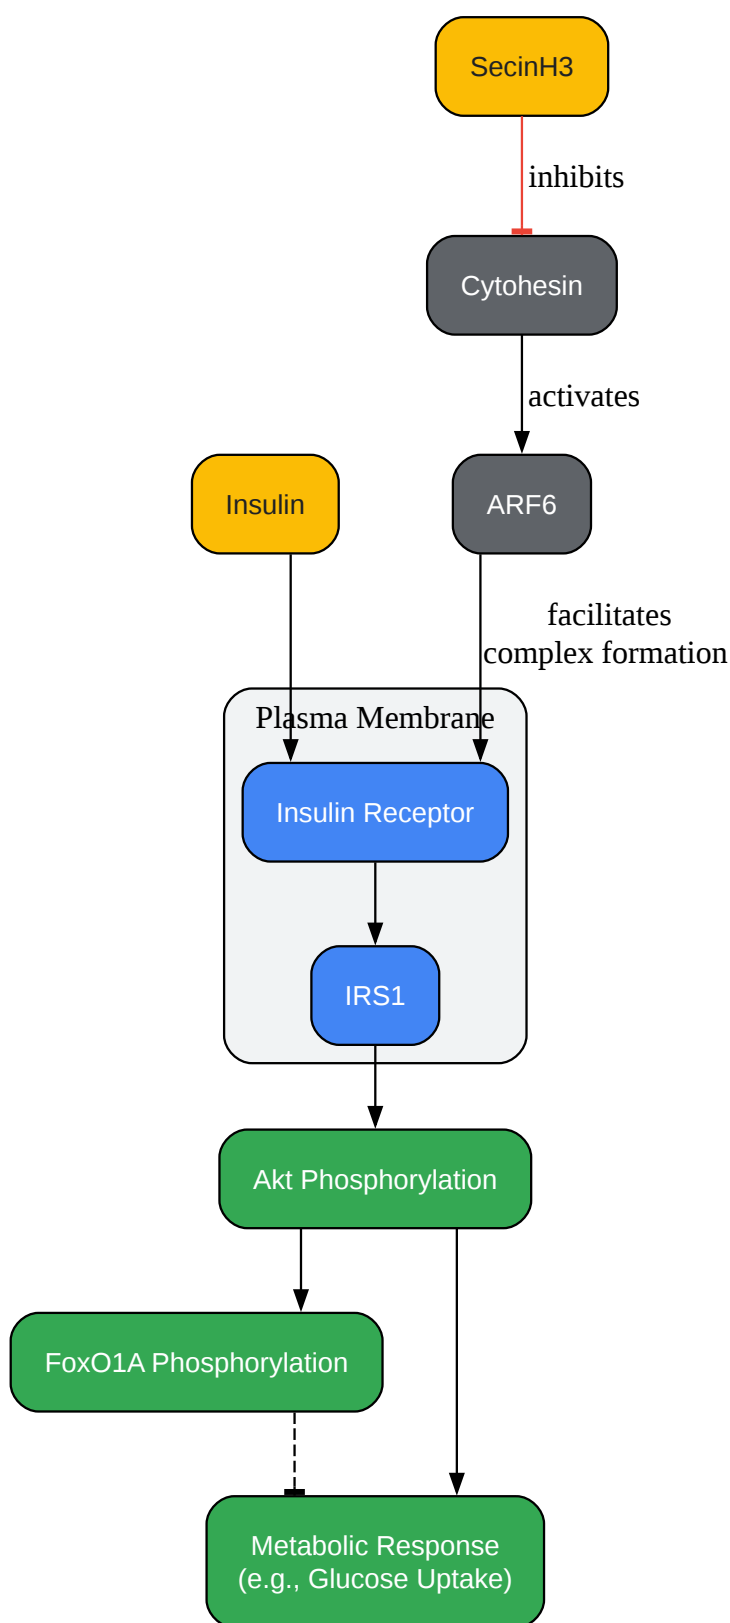 SecinH3
inhibits
Cytohesin
activates
Insulin
ARF6
facilitates
complex formation
Plasma Membrane
Insulin Receptor
IRS1
Akt Phosphorylation
FoxO1A Phosphorylation
Metabolic Response
(e.g., Glucose Uptake)